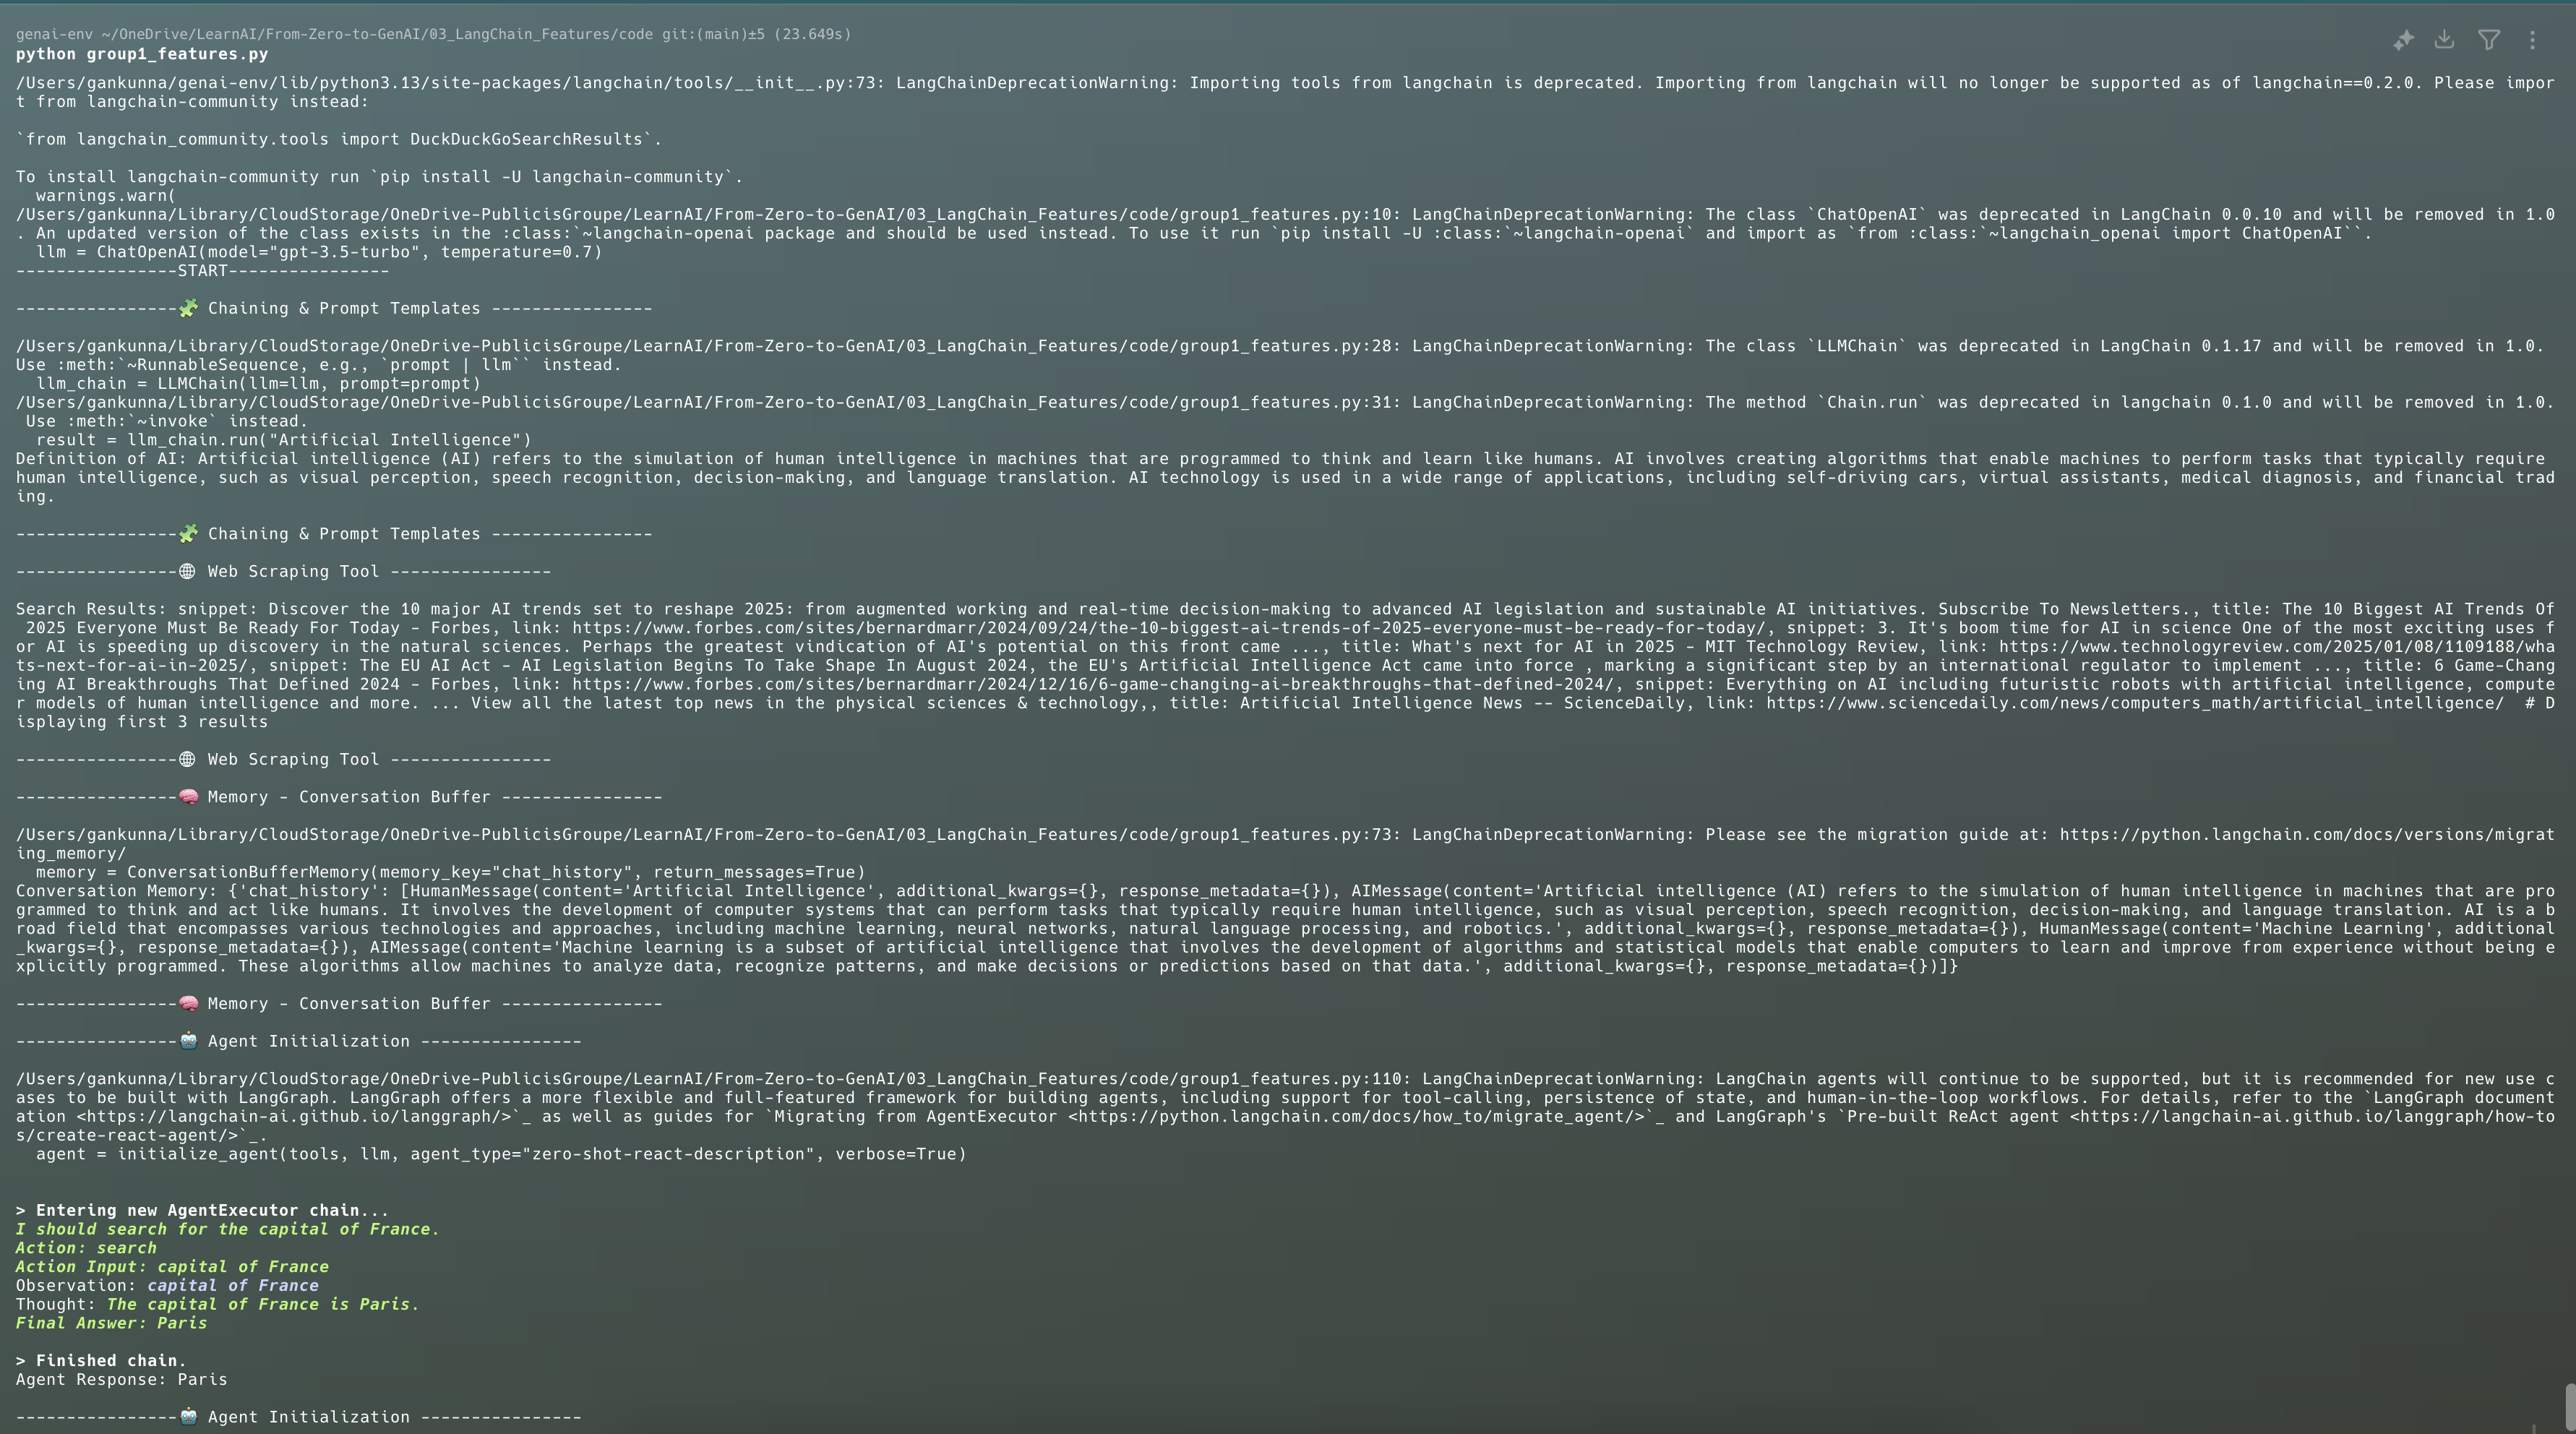 genai-env ~/OneDrive/LearnAI/From-Zero-to-GenAI/03_LangChain_Features/code git:(main)±5 (23.649s)
python group1_features.py
/Users/gankunna/genai-env/lib/python3.13/site-packages/langchain/tools/__init__.py:73: LangChainDeprecationWarning: Importing tools from langchain is deprecated. Importing from langchain will no longer be supported as of langchain==0.2.0. Please impor
t from langchain-community instead:
`from langchain_community.tools import DuckDuckGoSearchResults`.
To install langchain-community run `pip install -U langchain-community`.
  warnings.warn(
/Users/gankunna/Library/CloudStorage/OneDrive-PublicisGroupe/LearnAI/From-Zero-to-GenAI/03_LangChain_Features/code/group1_features.py:10: LangChainDeprecationWarning: The class `ChatOpenAI` was deprecated in LangChain 0.0.10 and will be removed in 1.0
. An updated version of the class exists in the :class:`~langchain-openai package and should be used instead. To use it run `pip install -U :class:`~langchain-openai` and import as `from :class:`~langchain_openai import ChatOpenAI``.
  llm = ChatOpenAI(model="gpt-3.5-turbo", temperature=0.7)
----------------START----------------
----------------🧩 Chaining & Prompt Templates ----------------
/Users/gankunna/Library/CloudStorage/OneDrive-PublicisGroupe/LearnAI/From-Zero-to-GenAI/03_LangChain_Features/code/group1_features.py:28: LangChainDeprecationWarning: The class `LLMChain` was deprecated in LangChain 0.1.17 and will be removed in 1.0.
Use :meth:`~RunnableSequence, e.g., `prompt | llm`` instead.
  llm_chain = LLMChain(llm=llm, prompt=prompt)
/Users/gankunna/Library/CloudStorage/OneDrive-PublicisGroupe/LearnAI/From-Zero-to-GenAI/03_LangChain_Features/code/group1_features.py:31: LangChainDeprecationWarning: The method `Chain.run` was deprecated in langchain 0.1.0 and will be removed in 1.0.
 Use :meth:`~invoke` instead.
  result = llm_chain.run("Artificial Intelligence")
Definition of AI: Artificial intelligence (AI) refers to the simulation of human intelligence in machines that are programmed to think and learn like humans. AI involves creating algorithms that enable machines to perform tasks that typically require
human intelligence, such as visual perception, speech recognition, decision-making, and language translation. AI technology is used in a wide range of applications, including self-driving cars, virtual assistants, medical diagnosis, and financial trad
ing.
----------------🧩 Chaining & Prompt Templates ----------------
----------------🌐 Web Scraping Tool ----------------
Search Results: snippet: Discover the 10 major AI trends set to reshape 2025: from augmented working and real-time decision-making to advanced AI legislation and sustainable AI initiatives. Subscribe To Newsletters., title: The 10 Biggest AI Trends Of
 2025 Everyone Must Be Ready For Today - Forbes, link: https://www.forbes.com/sites/bernardmarr/2024/09/24/the-10-biggest-ai-trends-of-2025-everyone-must-be-ready-for-today/, snippet: 3. It's boom time for AI in science One of the most exciting uses f
or AI is speeding up discovery in the natural sciences. Perhaps the greatest vindication of AI's potential on this front came ..., title: What's next for AI in 2025 - MIT Technology Review, link: https://www.technologyreview.com/2025/01/08/1109188/wha
ts-next-for-ai-in-2025/, snippet: The EU AI Act - AI Legislation Begins To Take Shape In August 2024, the EU's Artificial Intelligence Act came into force , marking a significant step by an international regulator to implement ..., title: 6 Game-Chang
ing AI Breakthroughs That Defined 2024 - Forbes, link: https://www.forbes.com/sites/bernardmarr/2024/12/16/6-game-changing-ai-breakthroughs-that-defined-2024/, snippet: Everything on AI including futuristic robots with artificial intelligence, compute
r models of human intelligence and more. ... View all the latest top news in the physical sciences & technology,, title: Artificial Intelligence News -- ScienceDaily, link: https://www.sciencedaily.com/news/computers_math/artificial_intelligence/  # D
isplaying first 3 results
----------------🌐 Web Scraping Tool ----------------
----------------🧠 Memory - Conversation Buffer ----------------
/Users/gankunna/Library/CloudStorage/OneDrive-PublicisGroupe/LearnAI/From-Zero-to-GenAI/03_LangChain_Features/code/group1_features.py:73: LangChainDeprecationWarning: Please see the migration guide at: https://python.langchain.com/docs/versions/migrat
ing_memory/
  memory = ConversationBufferMemory(memory_key="chat_history", return_messages=True)
Conversation Memory: {'chat_history': [HumanMessage(content='Artificial Intelligence', additional_kwargs={}, response_metadata={}), AIMessage(content='Artificial intelligence (AI) refers to the simulation of human intelligence in machines that are pro
grammed to think and act like humans. It involves the development of computer systems that can perform tasks that typically require human intelligence, such as visual perception, speech recognition, decision-making, and language translation. AI is a b
road field that encompasses various technologies and approaches, including machine learning, neural networks, natural language processing, and robotics.', additional_kwargs={}, response_metadata={}), HumanMessage(content='Machine Learning', additional
_kwargs={}, response_metadata={}), AIMessage(content='Machine learning is a subset of artificial intelligence that involves the development of algorithms and statistical models that enable computers to learn and improve from experience without being e
xplicitly programmed. These algorithms allow machines to analyze data, recognize patterns, and make decisions or predictions based on that data.', additional_kwargs={}, response_metadata={})]}
----------------🧠 Memory - Conversation Buffer ----------------
----------------🤖 Agent Initialization ----------------
/Users/gankunna/Library/CloudStorage/OneDrive-PublicisGroupe/LearnAI/From-Zero-to-GenAI/03_LangChain_Features/code/group1_features.py:110: LangChainDeprecationWarning: LangChain agents will continue to be supported, but it is recommended for new use c
ases to be built with LangGraph. LangGraph offers a more flexible and full-featured framework for building agents, including support for tool-calling, persistence of state, and human-in-the-loop workflows. For details, refer to the `LangGraph document
ation <https://langchain-ai.github.io/langgraph/>`_ as well as guides for `Migrating from AgentExecutor <https://python.langchain.com/docs/how_to/migrate_agent/>`_ and LangGraph's `Pre-built ReAct agent <https://langchain-ai.github.io/langgraph/how-to
s/create-react-agent/>`_.
  agent = initialize_agent(tools, llm, agent_type="zero-shot-react-description", verbose=True)
> Entering new AgentExecutor chain...
I should search for the capital of France.
Action: search
Action Input: capital of France
Observation: capital of France
Thought: The capital of France is Paris.
Final Answer: Paris
> Finished chain.
Agent Response: Paris
----------------🤖 Agent Initialization ----------------